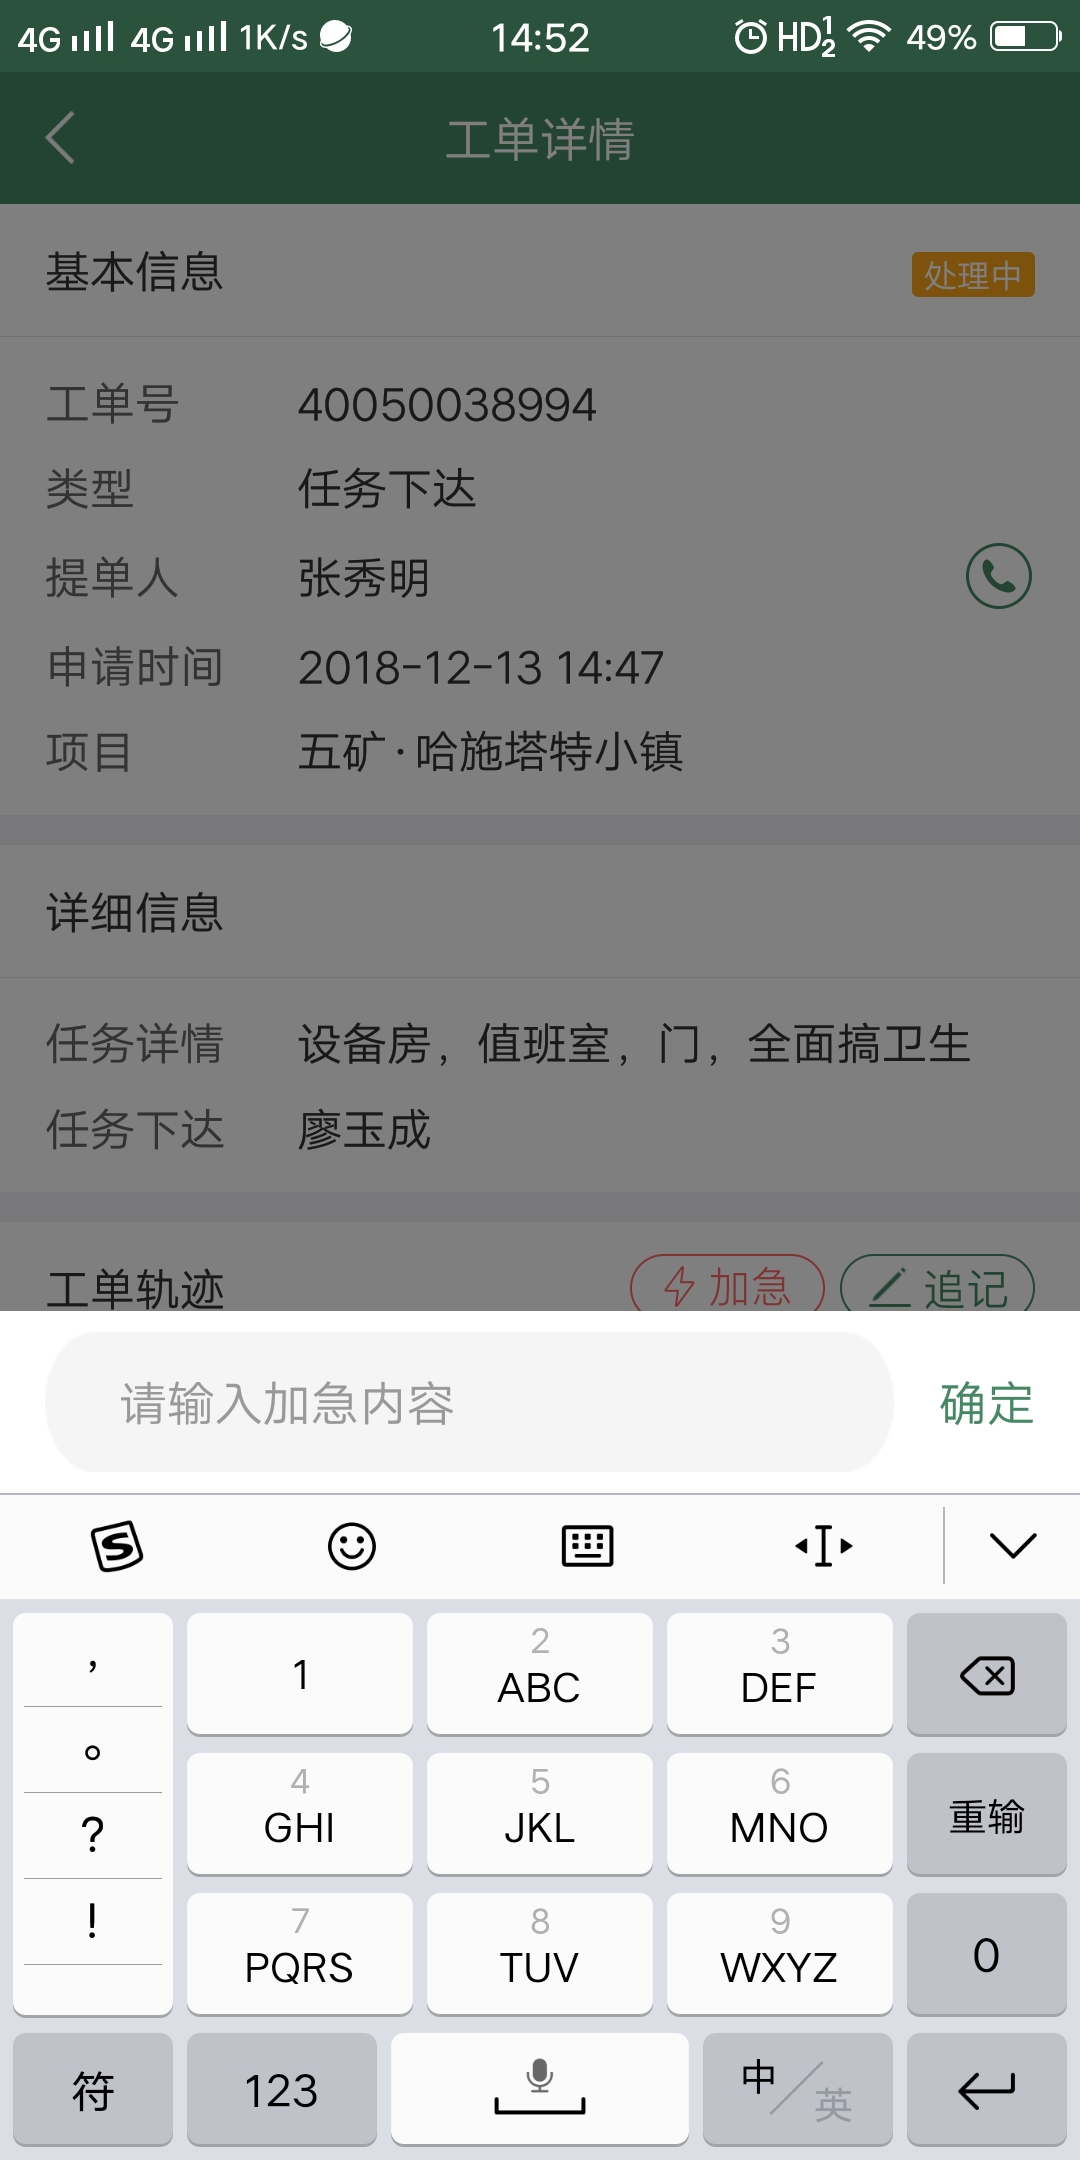 4G 4G 1K/s 14:52 HD 1 2 49%
工单详情
基本信息 处理中
工单号 40050038994
类型 任务下达
提单人 张秀明
申请时间 2018-12-13 14:47
项目 五矿·哈施塔特小镇
详细信息
任务详情 设备房，值班室，门，全面搞卫生
任务下达 廖玉成
工单轨迹 加急 追记
请输入加急内容 确定
， 1 2 ABC 3 DEF
。 4 GHI 5 JKL 6 MNO 重输
? 7 PQRS 8 TUV 9 WXYZ 0
!
符 123 中/英